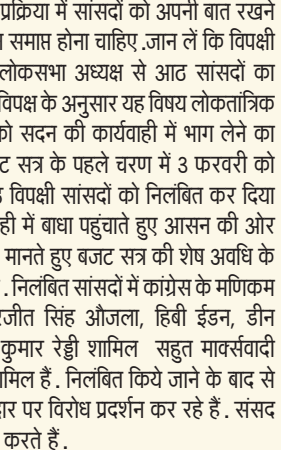 प्रक्रिया में सांसदों को अपनी बात रखने
समाप्त होना चाहिए .जान लें कि विपक्षी
लोकसभा अध्यक्ष से आठ सांसदों का
विपक्ष के अनुसार यह विषय लोकतांत्रिक
को सदन की कार्यवाही में भाग लेने का
सत्र के पहले चरण में 3 फरवरी को
विपक्षी सांसदों को निलंबित कर दिया
में बाधा पहुंचाते हुए आसन की ओर
मानते हुए बजट सत्र की शेष अवधि के
. निलंबित सांसदों में कांग्रेस के मणिकम
सिंह औजला, हिबी ईडन, डीन
कुमार रेड्डी शामिल सहुत मार्क्सवादी
हैं . निलंबित किये जाने के बाद से
पर विरोध प्रदर्शन कर रहे हैं . संसद
करते हैं .